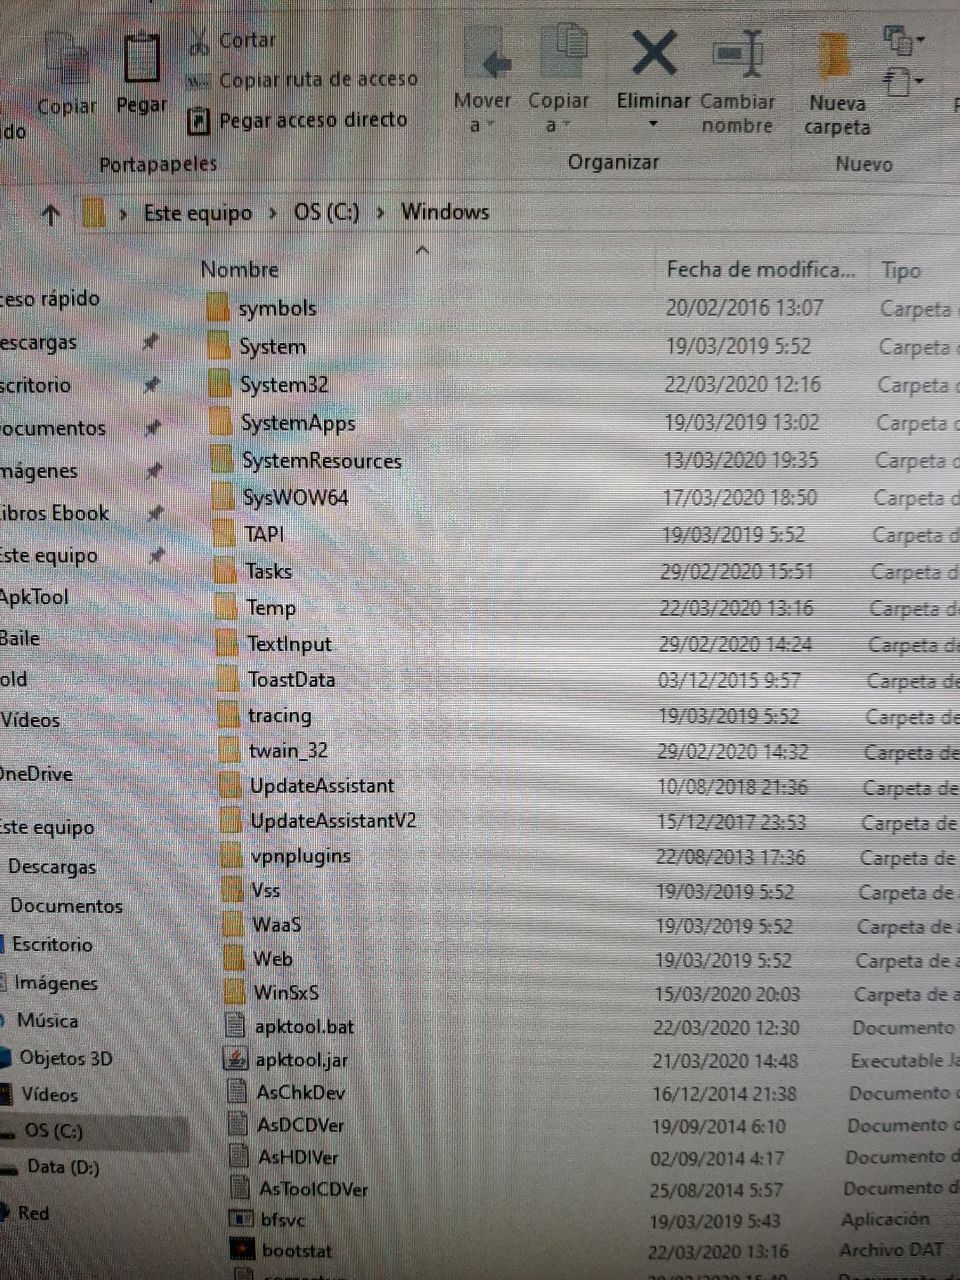 Cortar
Copiar ruta de acceso
Pegar acceso directo
Copiar
Pegar
Portapapeles
Mover a
Copiar a
Eliminar
Cambiar nombre
Organizar
Nueva carpeta
Nuevo
Este equipo > OS (C:) > Windows
Nombre Fecha de modifica... Tipo
symbols 20/02/2016 13:07 Carpeta
System 19/03/2019 5:52 Carpeta
System32 22/03/2020 12:16 Carpeta
SystemApps 19/03/2019 13:02 Carpeta
SystemResources 13/03/2020 19:35 Carpeta
SysWOW64 17/03/2020 18:50 Carpeta
TAPI 19/03/2019 5:52 Carpeta
Tasks 29/02/2020 15:51 Carpeta
Temp 22/03/2020 13:16 Carpeta
TextInput 29/02/2020 14:24 Carpeta de
ToastData 03/12/2015 9:57 Carpeta de
tracing 19/03/2019 5:52 Carpeta de
twain_32 29/02/2020 14:32 Carpeta de
UpdateAssistant 10/08/2018 21:36 Carpeta de
UpdateAssistantV2 15/12/2017 23:53 Carpeta de
vpnplugins 22/08/2013 17:36 Carpeta de
Vss 19/03/2019 5:52 Carpeta de
WaaS 19/03/2019 5:52 Carpeta de
Web 19/03/2019 5:52 Carpeta de a
WinSxS 15/03/2020 20:03 Carpeta de a
apktool.bat 22/03/2020 12:30 Documento
apktool.jar 21/03/2020 14:48 Executable Ja
AsChkDev 16/12/2014 21:38 Documento
AsDCDVer 19/09/2014 6:10 Documento
AsHDIVer 02/09/2014 4:17 Documento d
AsToolCDVer 25/08/2014 5:57 Documento d
bfsvc 19/03/2019 5:43 Aplicación
bootstat 22/03/2020 13:16 Archivo DAT
ceso rápido
escargas
scritorio
ocumentos
mágenes
ibros Ebook
Este equipo
ApkTool
Baile
old
Vídeos
OneDrive
Este equipo
Descargas
Documentos
Escritorio
Imágenes
Música
Objetos 3D
Vídeos
OS (C:)
Data (D:)
Red